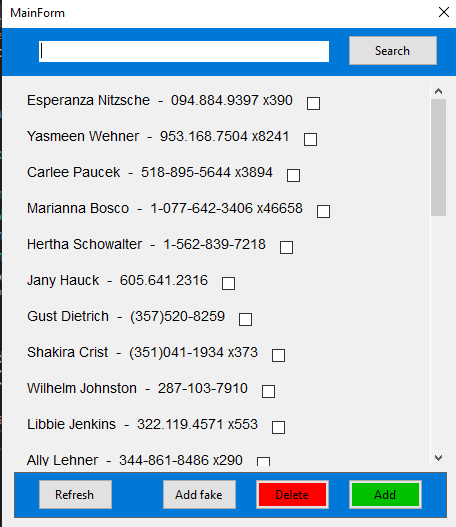 MainForm
Search
Esperanza Nitzsche - 094.884.9397 x390
Yasmeen Wehner - 953.168.7504 x8241
Carlee Paucek - 518-895-5644 x3894
Marianna Bosco - 1-077-642-3406 x46658
Hertha Schowalter - 1-562-839-7218
Jany Hauck - 605.641.2316
Gust Dietrich - (357)520-8259
Shakira Crist - (351)041-1934 x373
Wilhelm Johnston - 287-103-7910
Libbie Jenkins - 322.119.4571 x553
Ally Lehner - 344-861-8486 x290
Refresh Add fake Delete Add